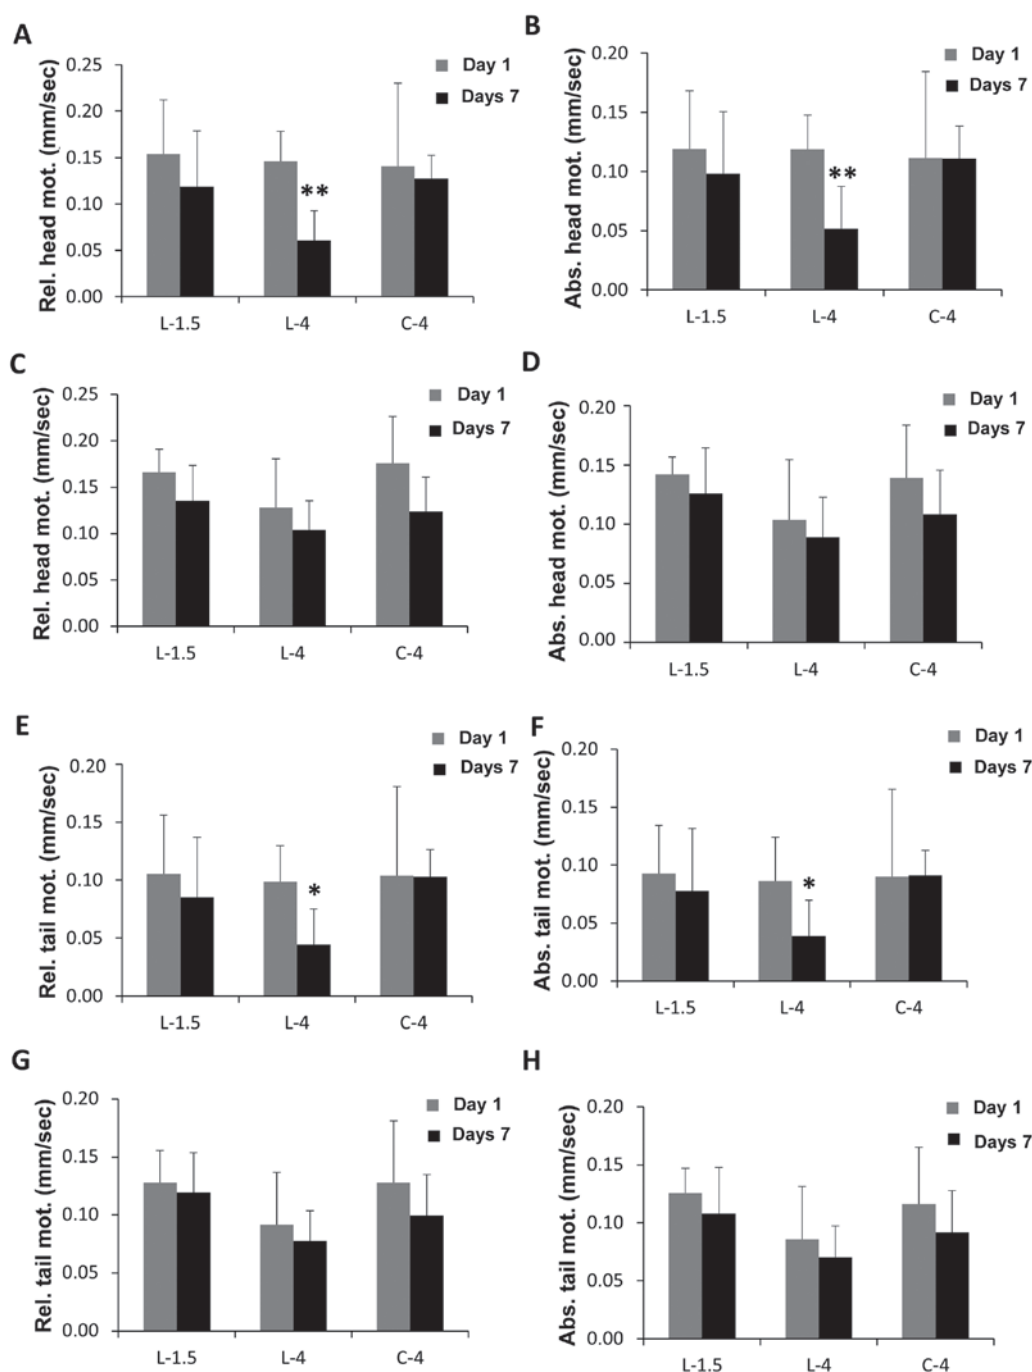 A
Rel. head mot. (mm/sec)
0.25
0.20
0.15
0.10
0.05
0.00
Day 1
Days 7
**
L-1.5 L-4 C-4
B
Abs. head mot. (mm/sec)
0.20
0.15
0.10
0.05
0.00
Day 1
Days 7
**
L-1.5 L-4 C-4
C
Rel. head mot. (mm/sec)
0.25
0.20
0.15
0.10
0.05
0.00
Day 1
Days 7
L-1.5 L-4 C-4
D
Abs. head mot. (mm/sec)
0.20
0.15
0.10
0.05
0.00
Day 1
Days 7
L-1.5 L-4 C-4
E
Rel. tail mot. (mm/sec)
0.20
0.15
0.10
0.05
0.00
Day 1
Days 7
*
L-1.5 L-4 C-4
F
Abs. tail mot. (mm/sec)
0.20
0.15
0.10
0.05
0.00
Day 1
Days 7
*
L-1.5 L-4 C-4
G
Rel. tail mot. (mm/sec)
0.20
0.15
0.10
0.05
0.00
Day 1
Days 7
L-1.5 L-4 C-4
H
Abs. tail mot. (mm/sec)
0.20
0.15
0.10
0.05
0.00
Day 1
Days 7
L-1.5 L-4 C-4